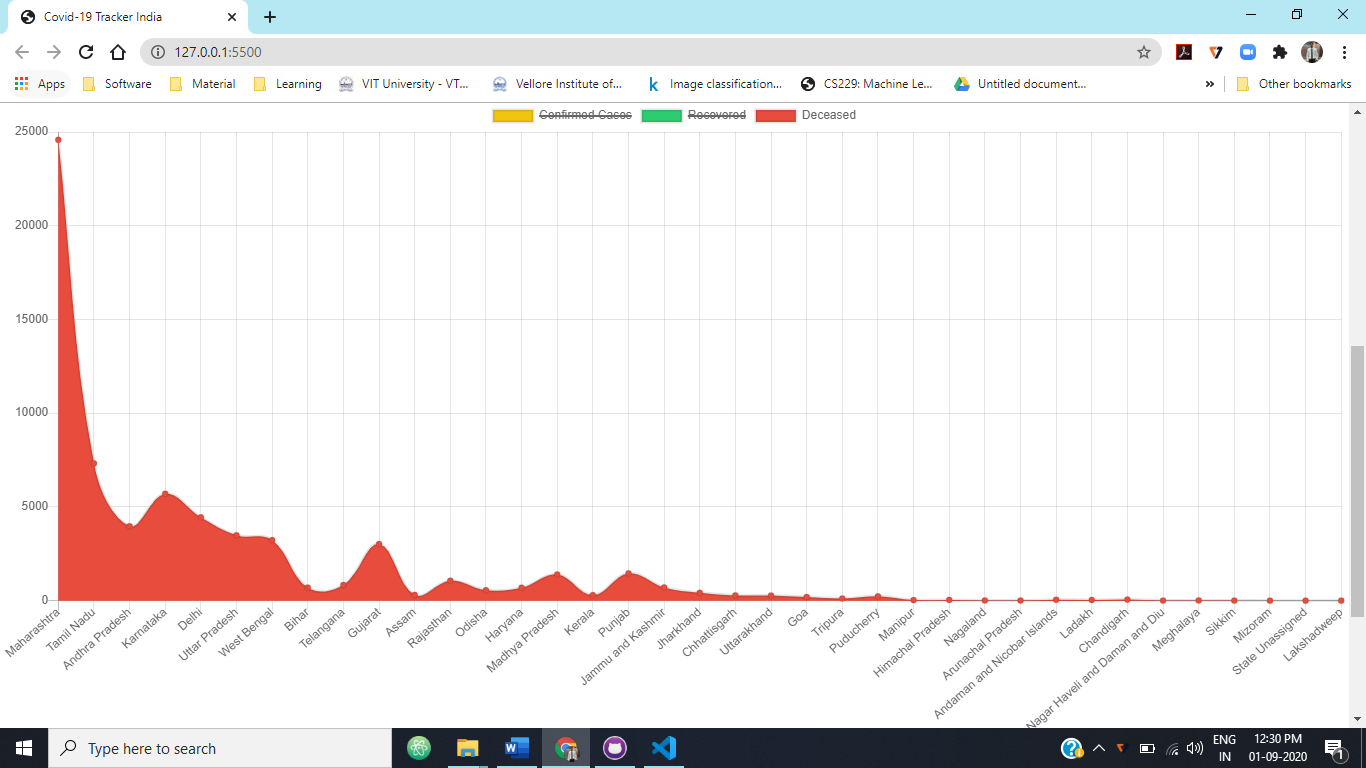 Covid-19 Tracker India
127.0.0.1:5500
Apps Software Material Learning VIT University - VT... Vellore Institute of... Image classification... CS229: Machine Le... Untitled document... » Other bookmarks
Confirmed Cases Recovered Deceased
25000
20000
15000
10000
5000
0
Maharashtra
Tamil Nadu
Andhra Pradesh
Karnataka
Delhi
Uttar Pradesh
West Bengal
Bihar
Telangana
Gujarat
Assam
Rajasthan
Odisha
Haryana
Madhya Pradesh
Kerala
Punjab
Jammu and Kashmir
Jharkhand
Chhattisgarh
Uttarakhand
Goa
Tripura
Puducherry
Manipur
Himachal Pradesh
Nagaland
Arunachal Pradesh
Andaman and Nicobar Islands
Ladakh
Chandigarh
Nagar Haveli and Daman and Diu
Meghalaya
Sikkim
Mizoram
State Unassigned
Lakshadweep
Type here to search
ENG
IN
12:30 PM
01-09-2020
1